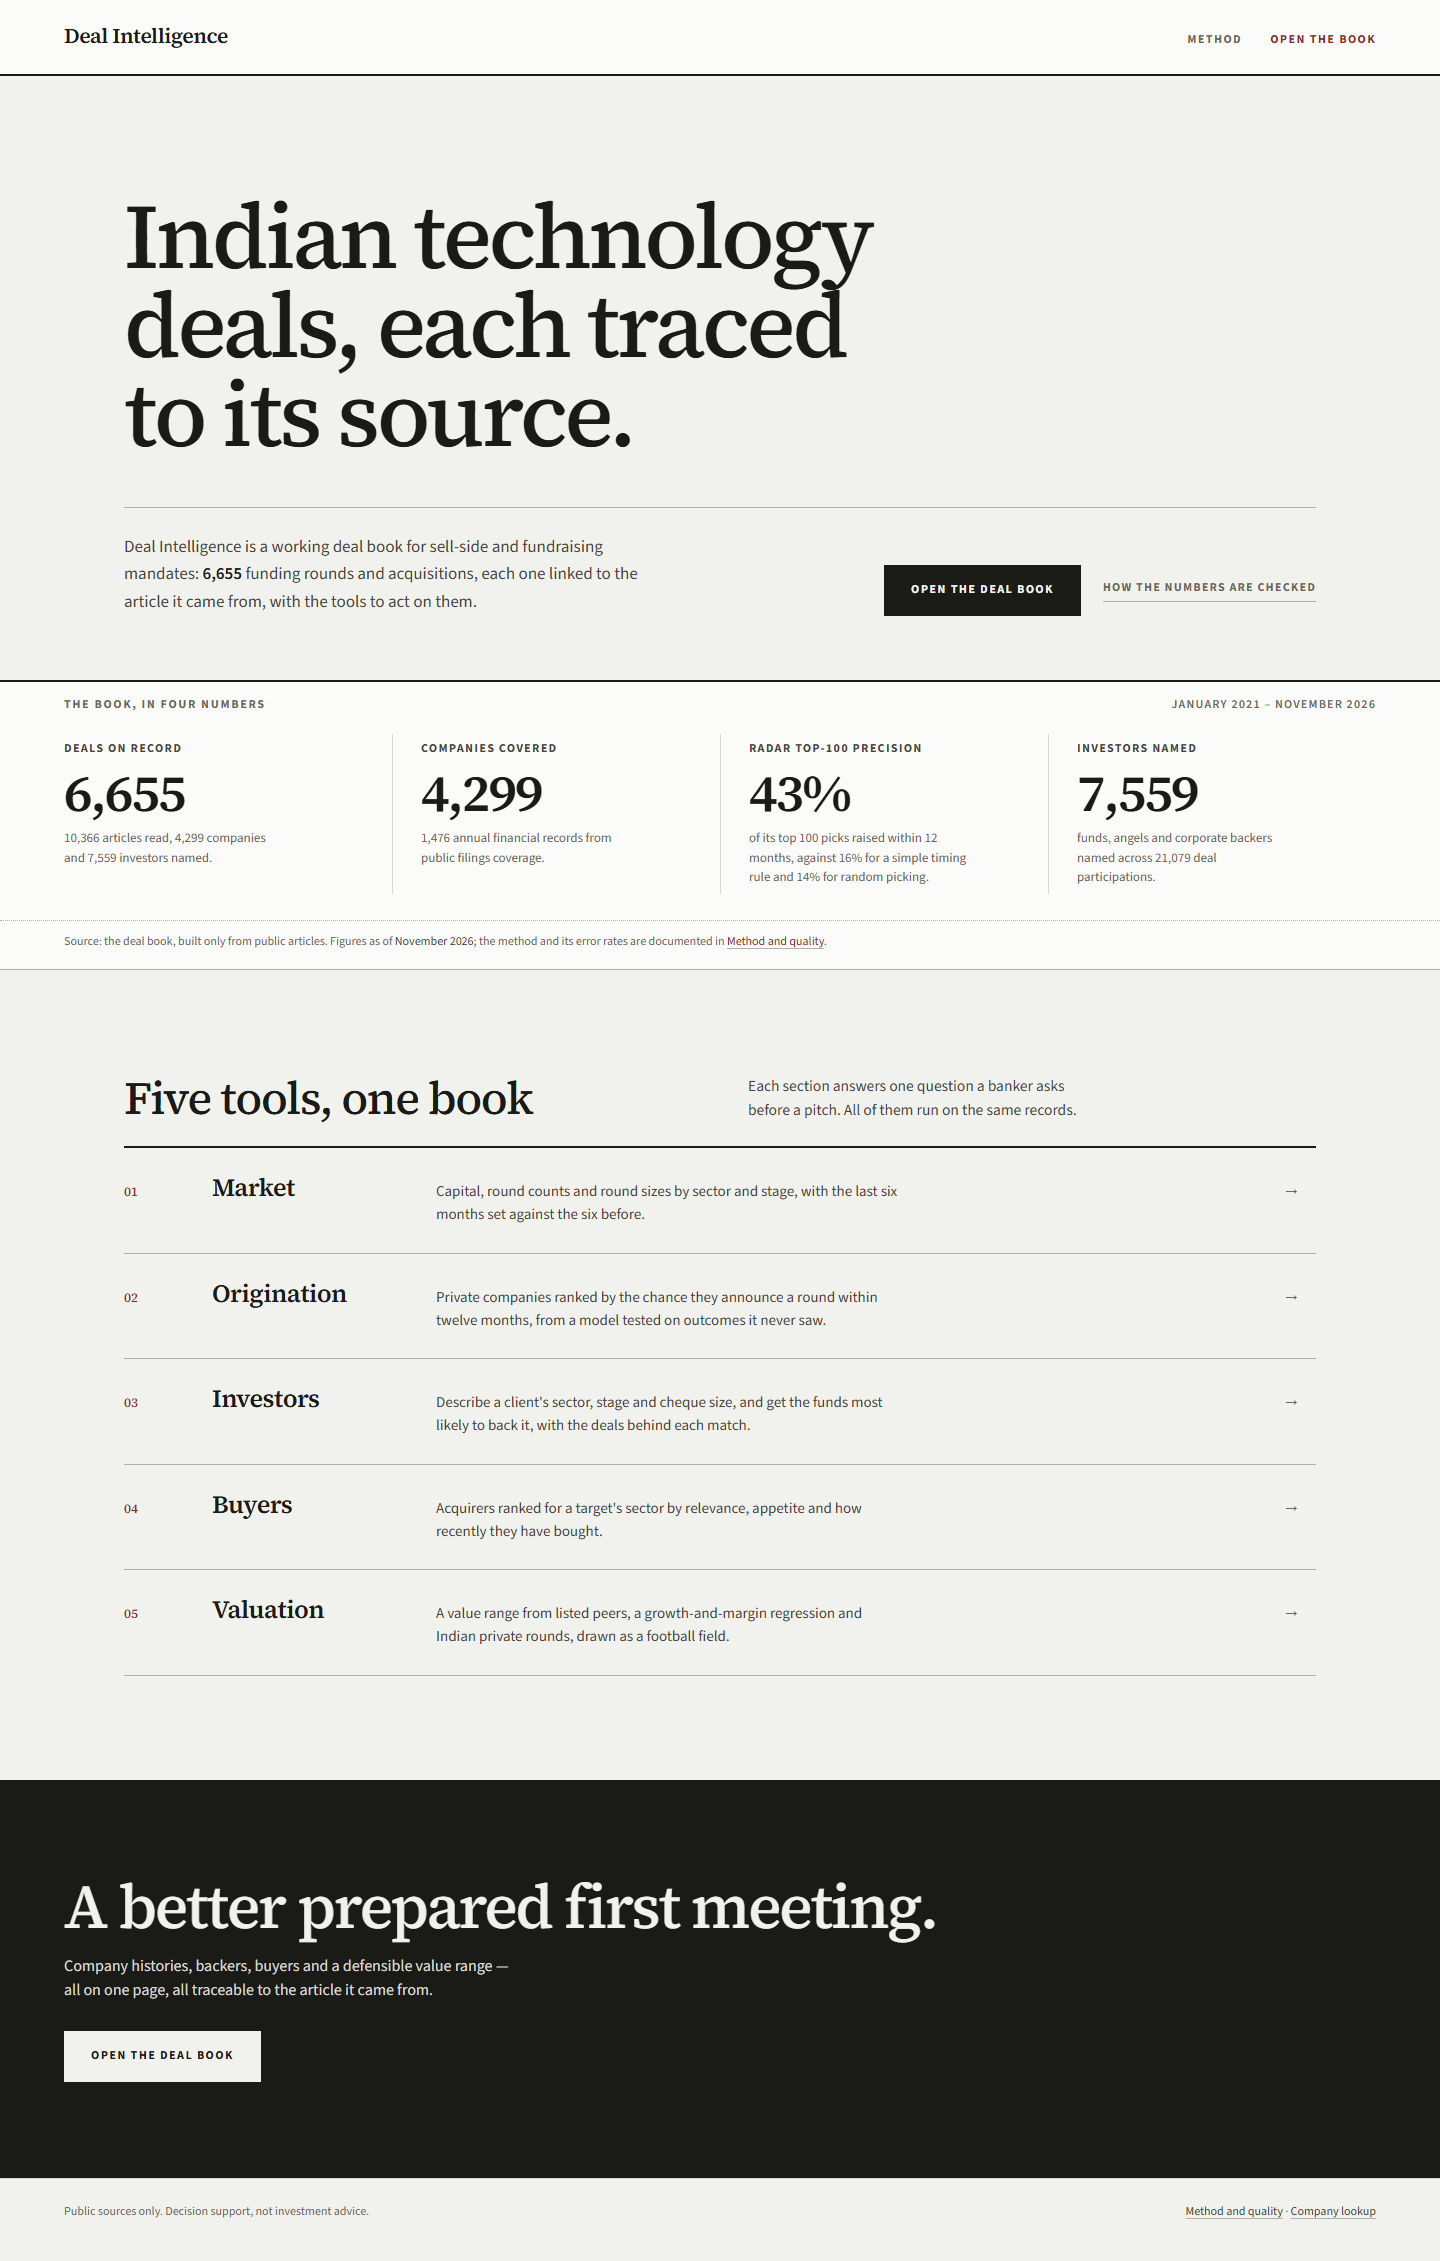 Deal Intelligence
METHOD OPEN THE BOOK
Indian technology
deals, each traced
to its source.
Deal Intelligence is a working deal book for sell-side and fundraising
mandates: 6,655 funding rounds and acquisitions, each one linked to the
article it came from, with the tools to act on them.
OPEN THE DEAL BOOK
HOW THE NUMBERS ARE CHECKED
THE BOOK, IN FOUR NUMBERS
JANUARY 2021 – NOVEMBER 2026
DEALS ON RECORD
6,655
10,366 articles read, 4,299 companies
and 7,559 investors named.
COMPANIES COVERED
4,299
1,476 annual financial records from
public filings coverage.
RADAR TOP-100 PRECISION
43%
of its top 100 picks raised within 12
months, against 16% for a simple timing
rule and 14% for random picking.
INVESTORS NAMED
7,559
funds, angels and corporate backers
named across 21,079 deal
participations.
Source: the deal book, built only from public articles. Figures as of November 2026; the method and its error rates are documented in Method and quality.
Five tools, one book
Each section answers one question a banker asks
before a pitch. All of them run on the same records.
01
Market
Capital, round counts and round sizes by sector and stage, with the last six
months set against the six before.
→
02
Origination
Private companies ranked by the chance they announce a round within
twelve months, from a model tested on outcomes it never saw.
→
03
Investors
Describe a client's sector, stage and cheque size, and get the funds most
likely to back it, with the deals behind each match.
→
04
Buyers
Acquirers ranked for a target's sector by relevance, appetite and how
recently they have bought.
→
05
Valuation
A value range from listed peers, a growth-and-margin regression and
Indian private rounds, drawn as a football field.
→
A better prepared first meeting.
Company histories, backers, buyers and a defensible value range —
all on one page, all traceable to the article it came from.
OPEN THE DEAL BOOK
Public sources only. Decision support, not investment advice.
Method and quality · Company lookup